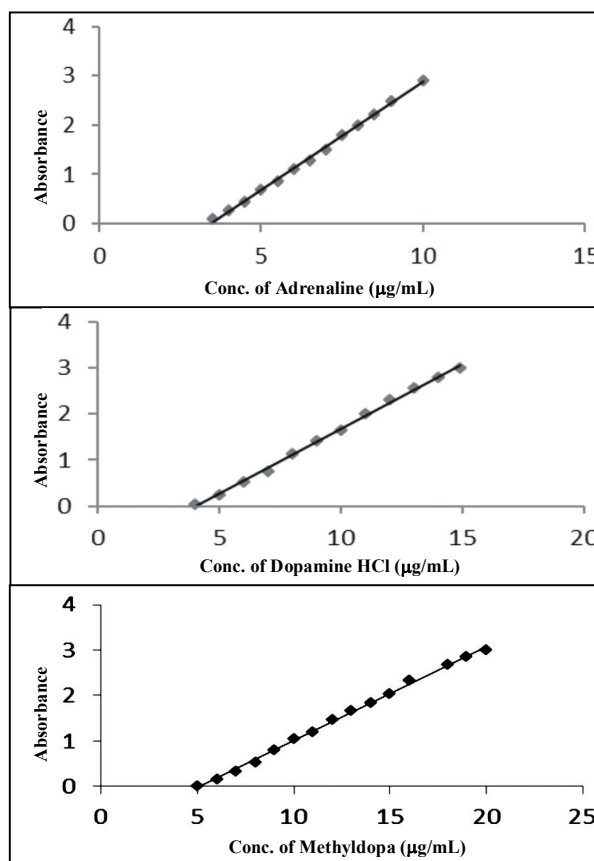 4
3
2
1
0
Absorbance
0 5 10 15
Conc. of Adrenaline (μg/mL)
4
3
2
1
0
Absorbance
0 5 10 15 20
Conc. of Dopamine HCl (μg/mL)
4
3
2
1
0
Absorbance
0 5 10 15 20 25
Conc. of Methyldopa (μg/mL)